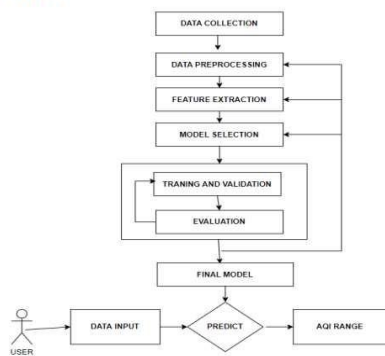 DATA COLLECTION
DATA PREPROCESSING
FEATURE EXTRACTION
MODEL SELECTION
TRANING AND VALIDATION
EVALUATION
FINAL MODEL
DATA INPUT
PREDICT
AQI RANGE
USER